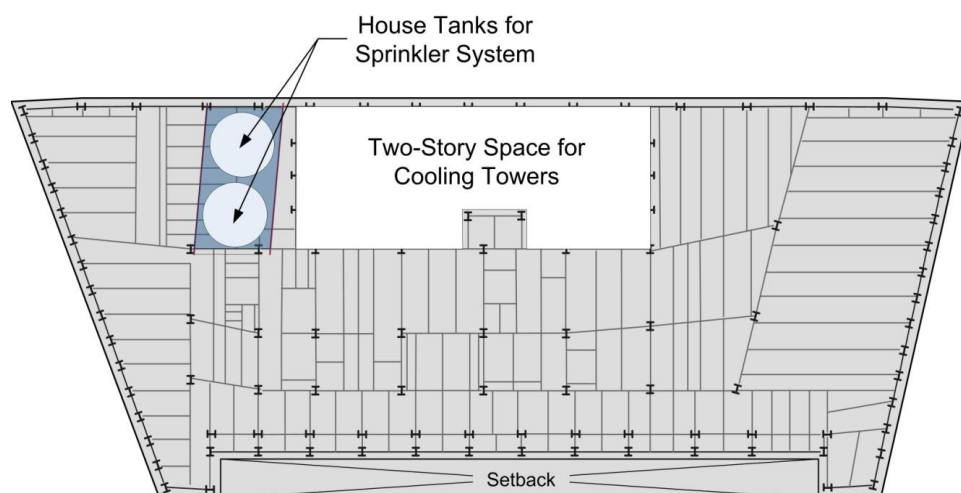 House Tanks for
Sprinkler System
Two-Story Space for
Cooling Towers
Setback